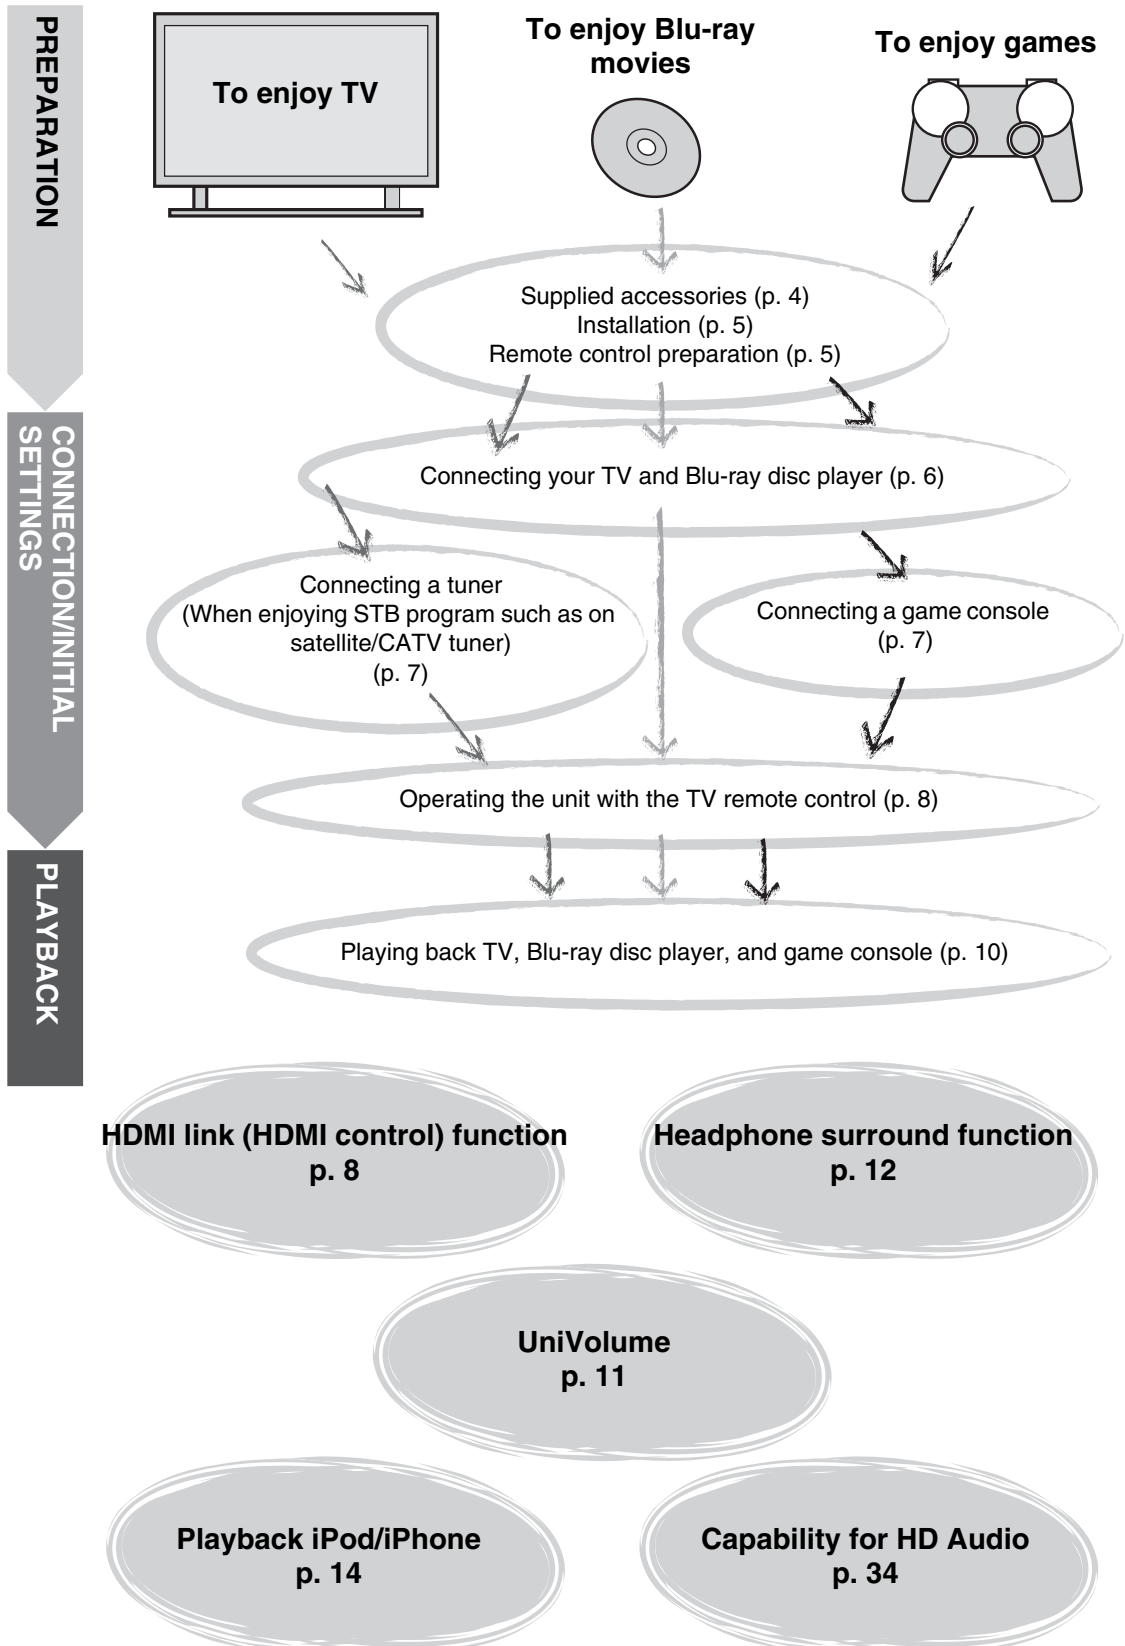 PREPARATION
To enjoy TV
To enjoy Blu-ray
movies
To enjoy games
Supplied accessories (p. 4)
Installation (p. 5)
Remote control preparation (p. 5)
CONNECTION/INITIAL
SETTINGS
Connecting your TV and Blu-ray disc player (p. 6)
Connecting a tuner
(When enjoying STB program such as on
satellite/CATV tuner)
(p. 7)
Connecting a game console
(p. 7)
Operating the unit with the TV remote control (p. 8)
PLAYBACK
Playing back TV, Blu-ray disc player, and game console (p. 10)
HDMI link (HDMI control) function
p. 8
Headphone surround function
p. 12
UniVolume
p. 11
Playback iPod/iPhone
p. 14
Capability for HD Audio
p. 34